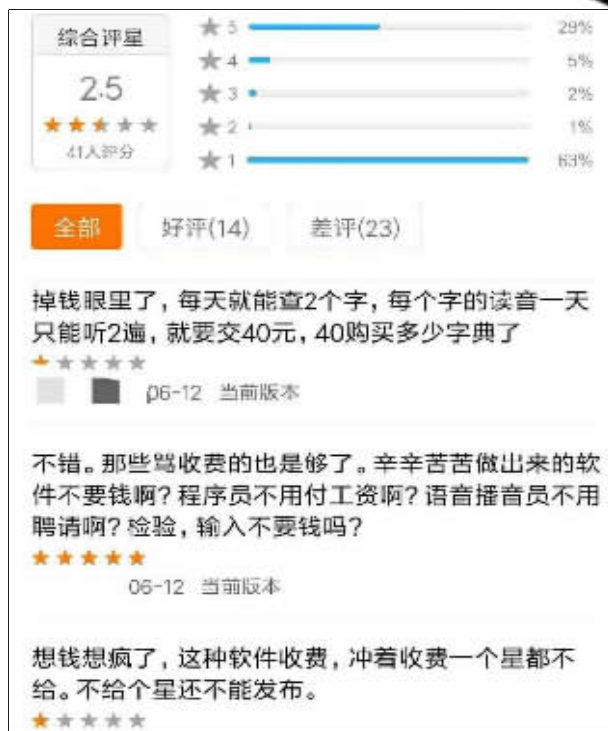 综合评星
2.5
41人评分
5 29%
4 5%
3 2%
2 1%
1 63%
全部 好评(14) 差评(23)
掉钱眼里了，每天就能查2个字，每个字的读音一天
只能听2遍，就要交40元，40购买多少字典了
06-12 当前版本
不错。那些骂收费的也是够了。辛辛苦苦做出来的软
件不要钱啊？程序员不用付工资啊？语音播音员不用
聘请啊？检验，输入不要钱吗？
06-12 当前版本
想钱想疯了，这种软件收费，冲着收费一个星都不
给。不给个星还不能发布。